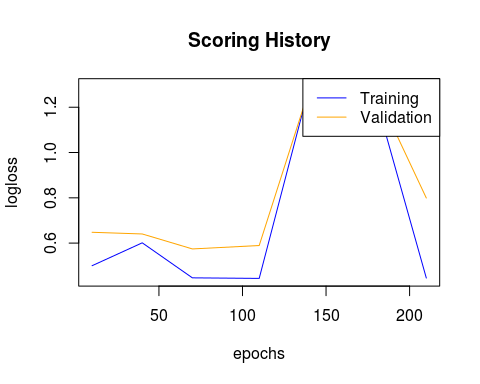 Scoring History
Training
Validation
logloss
1.2
1.0
0.8
0.6
50 100 150 200
epochs